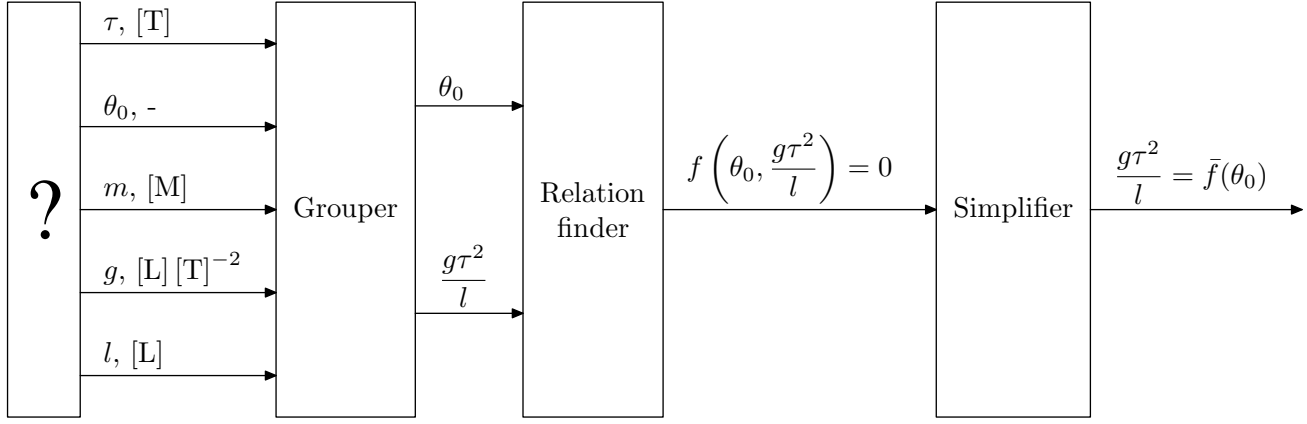 ?
τ, [T]
θ₀, -
m, [M]
g, [L] [T]⁻²
l, [L]
Grouper
θ₀
gτ²/l
Relation
finder
f(θ₀, gτ²/l) = 0
Simplifier
gτ²/l = f̄(θ₀)